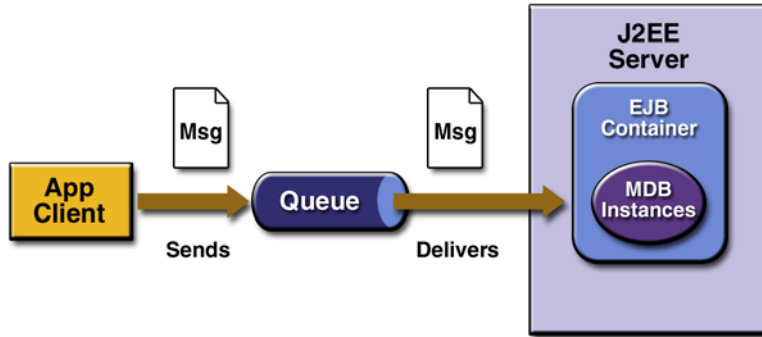 J2EE
Server
EJB
Container
Msg
Msg
MDB
Instances
App
Client
Queue
Sends
Delivers